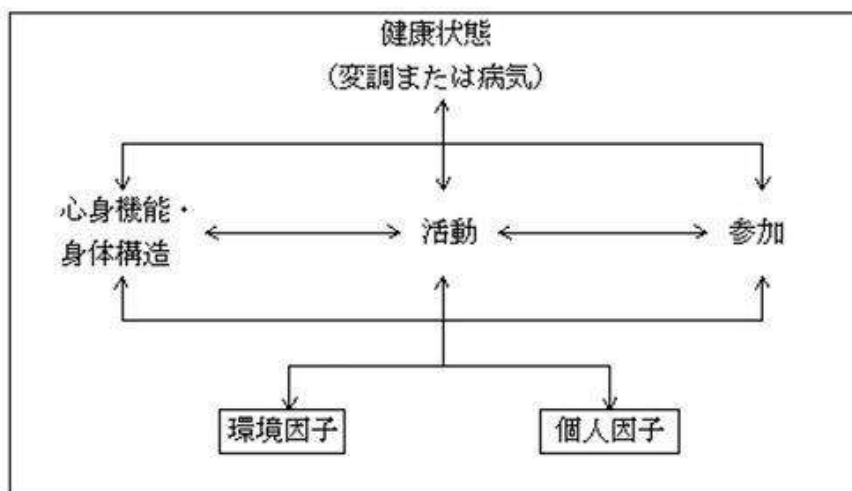 健康状態
（変調または病気）
心身機能・
身体構造
活動
参加
環境因子
個人因子